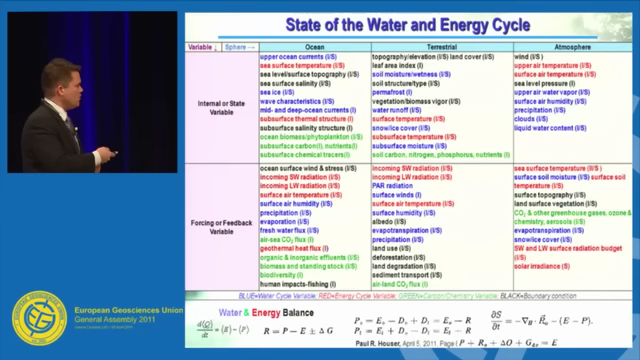 State of the Water and Energy Cycle
Variable ↓ Sphere → Ocean Terrestrial Atmosphere
Internal or State
Variable
upper ocean currents (I/S)
sea surface temperature (I/S)
sea level/surface topography (I/S)
sea surface salinity (I/S)
sea ice (I/S)
wave characteristics (I/S)
mid- and deep-ocean currents (I/S)
subsurface thermal structure (I/S)
subsurface salinity structure (I/S)
ocean biomass/phytoplankton (I/S)
subsurface carbon(I), nutrients(I)
subsurface chemical tracers(I)
topography/elevation (I/S) land cover (I/S)
leaf area index (I)
soil moisture/wetness (I/S)
soil structure/type (I/S)
permafrost (I)
vegetation/biomass vigor (I/S)
water runoff (I/S)
surface temperature (I/S)
snow/ice cover (I/S)
subsurface temperature (I/S)
subsurface moisture (I/S)
soil carbon, nitrogen, phosphorus, nutrients (I)
wind (I/S)
upper air temperature (I/S)
surface air temperature (I/S)
sea level pressure (I)
upper air water vapor (I/S)
surface air humidity (I/S)
precipitation (I/S)
clouds (I/S)
liquid water content (I/S)
Forcing or Feedback
Variable
ocean surface wind & stress (I/S)
incoming SW radiation (I/S)
incoming LW radiation (I/S)
surface air temperature (I/S)
surface air humidity (I/S)
precipitation (I/S)
evaporation (I/S)
fresh water flux (I/S)
air-sea CO2 flux (I)
geothermal heat flux (I/S)
organic & inorganic effluents (I/S)
biomass and standing stock (I/S)
biodiversity (I)
human impacts-fishing (I)
incoming SW radiation (I/S)
incoming LW radiation (I/S)
PAR radiation
surface winds (I)
surface air temperature (I/S)
surface humidity (I/S)
albedo (I/S)
evapotranspiration (I/S)
precipitation (I/S)
land use (I/S)
deforestation (I/S)
land degradation (I/S)
sediment transport (I/S)
air-land CO2 flux (I)
sea surface temperature (I/S)
surface soil moisture (I/S) surface soil
temperature (I/S)
surface topography (I/S)
land surface vegetation (I/S)
CO2 & other greenhouse gases, ozone &
chemistry, aerosols (I/S)
evapotranspiration (I/S)
snow/ice cover (I/S)
SW and LW surface radiation budget (I/S)
solar irradiance (S)
BLUE=Water Cycle Variable; RED=Energy Cycle Variable; GREEN=Carbon/Chemistry Variable; BLACK=Boundary condition
Water & Energy Balance
R = P − E ± ΔG
Paul R. Houser, April 5, 2011, Page
European Geosciences Union
General Assembly 2011